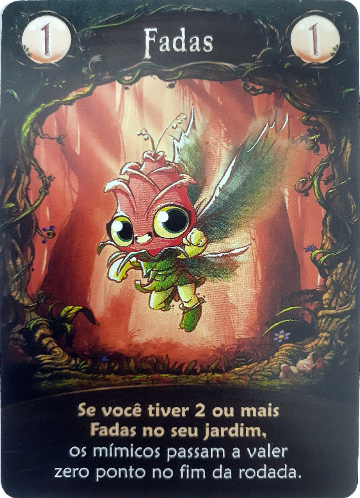 1 Fadas 1
Se você tiver 2 ou mais
Fadas no seu jardim,
os mímicos passam a valer
zero ponto no fim da rodada.